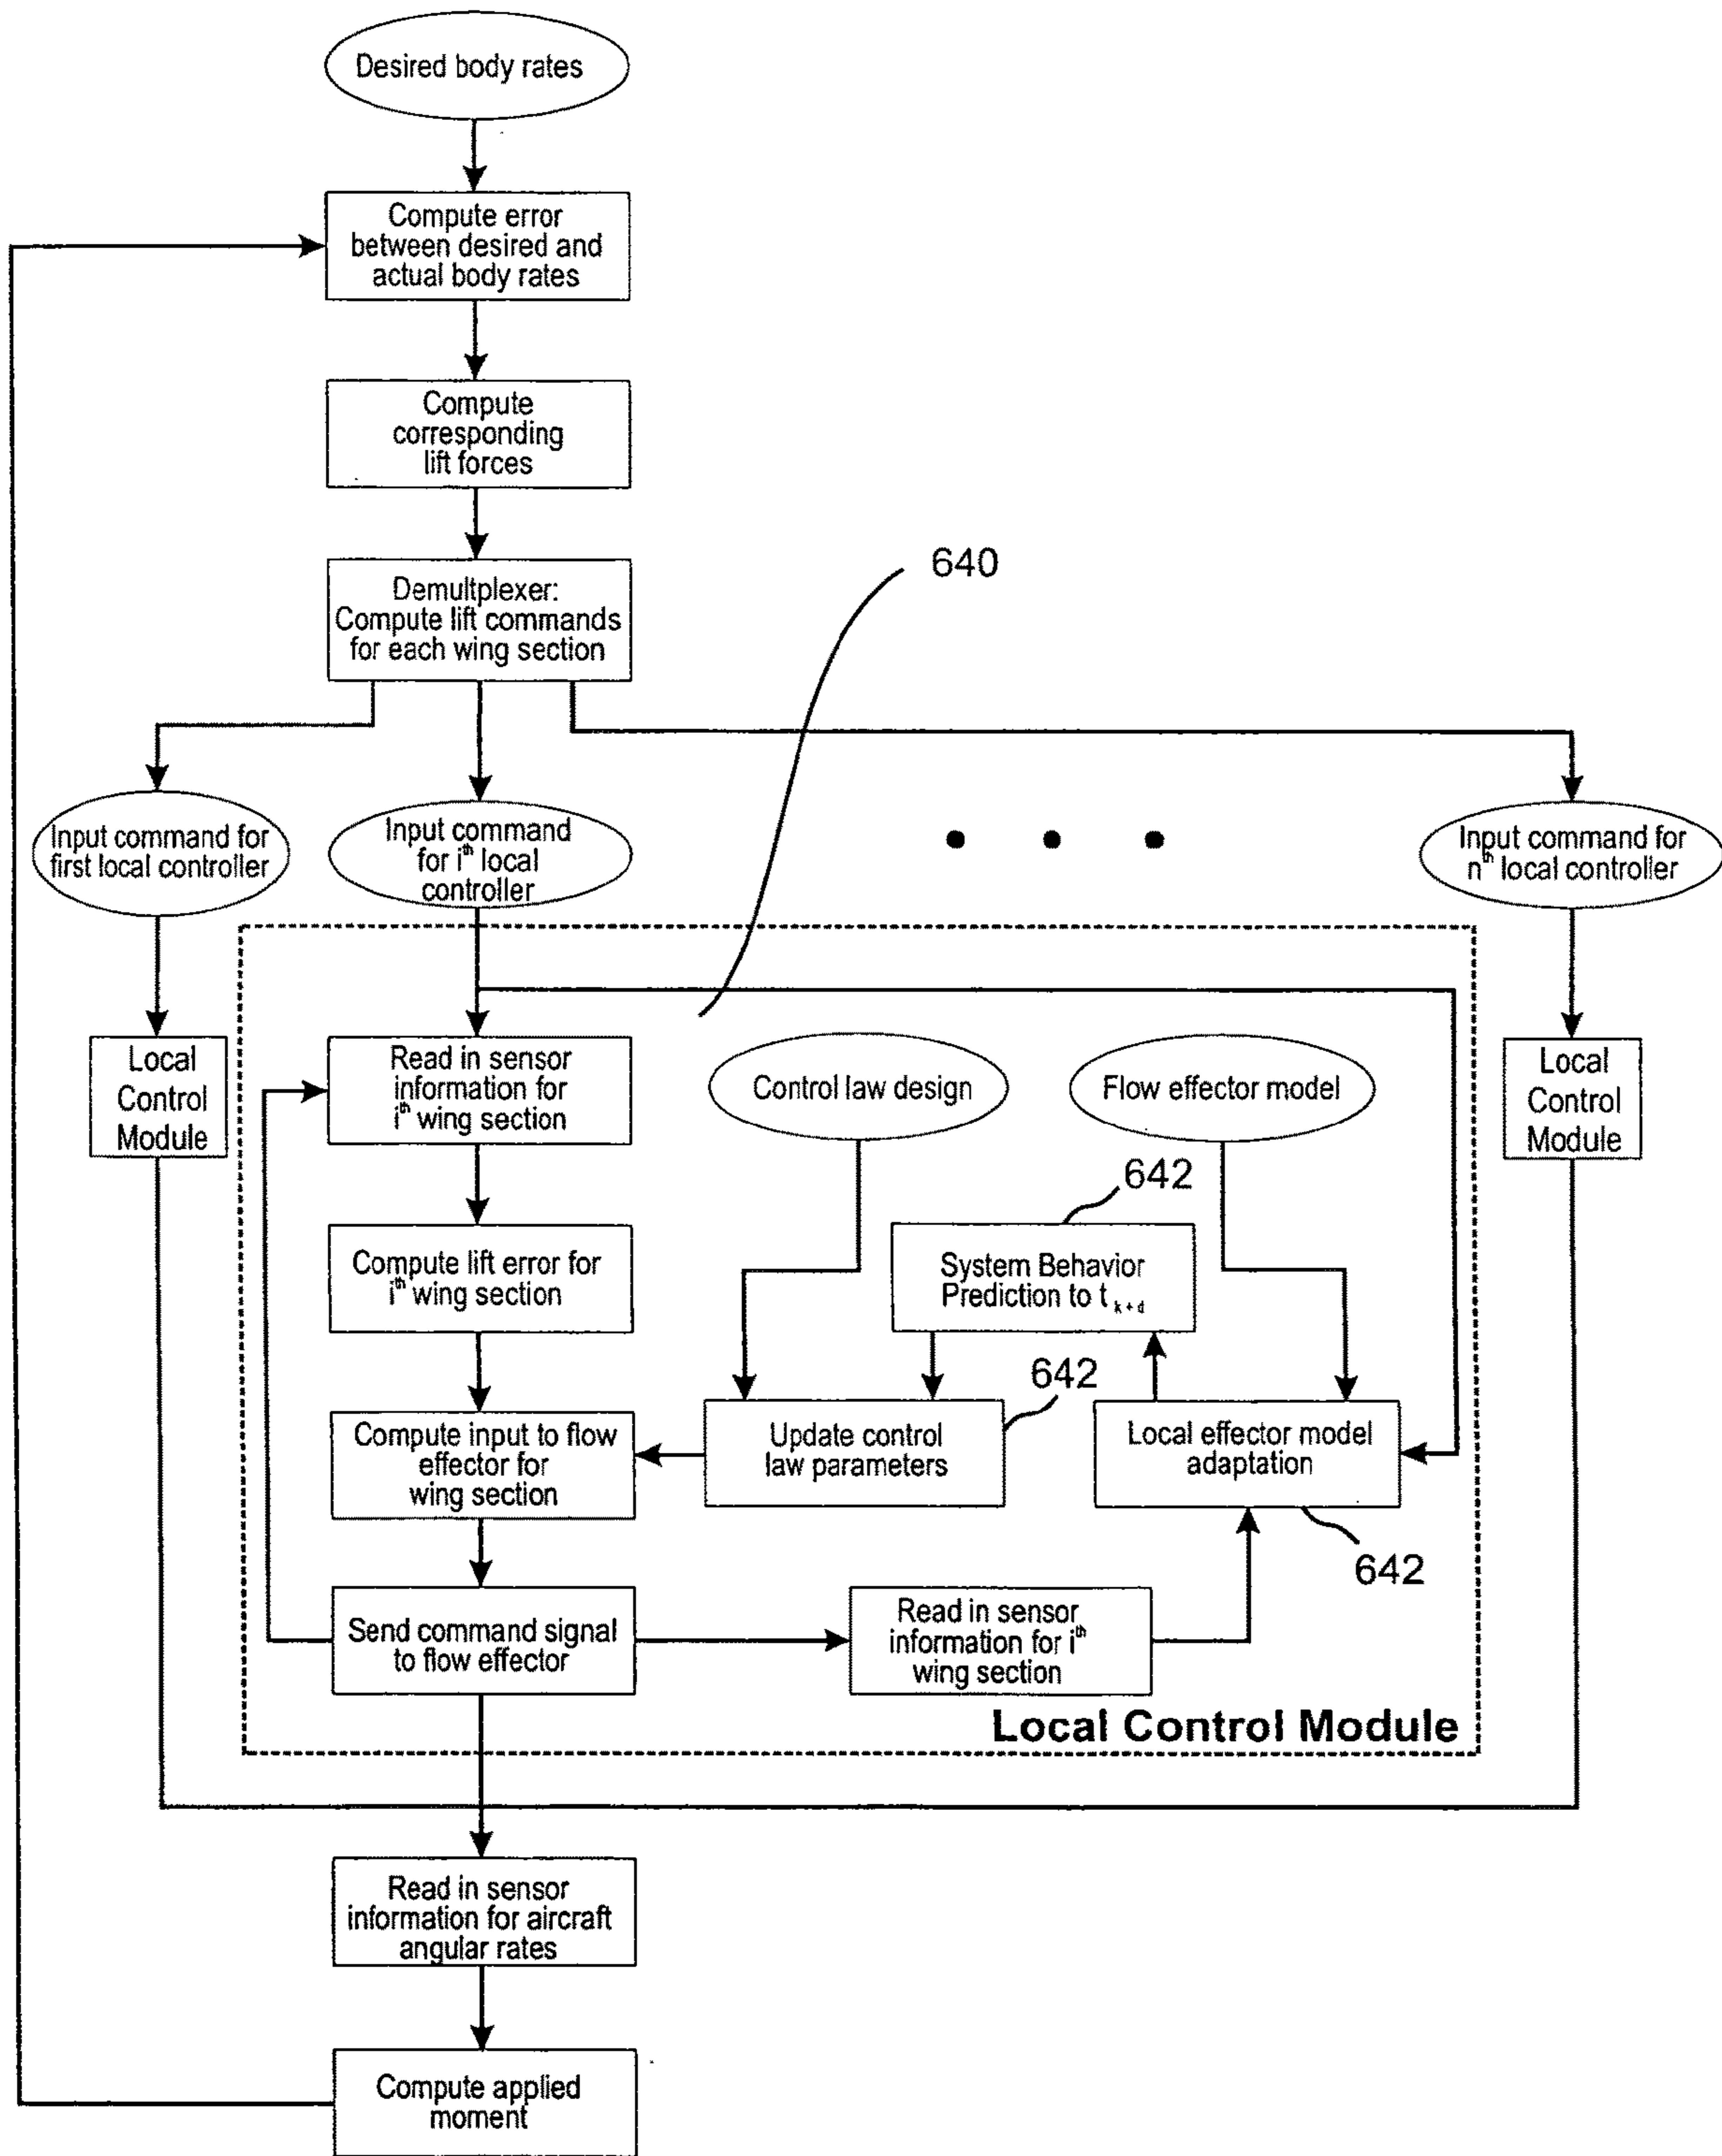 Desired body rates
Compute error
between desired and
actual body rates
Compute
corresponding
lift forces
Demultplexer:
Compute lift commands
for each wing section
640
Input command for
first local controller
Input command
for i^th local
controller
Input command for
n^th local controller
Local
Control
Module
Read in sensor
information for
i^th wing section
Control law design
Flow effector model
Local
Control
Module
642
Compute lift error for
i^th wing section
System Behavior
Prediction to t_k+d
642
Compute input to flow
effector for
wing section
Update control
law parameters
Local effector model
adaptation
642
Send command signal
to flow effector
Read in sensor
information for i^th
wing section
Local Control Module
Read in sensor
information for aircraft
angular rates
Compute applied
moment